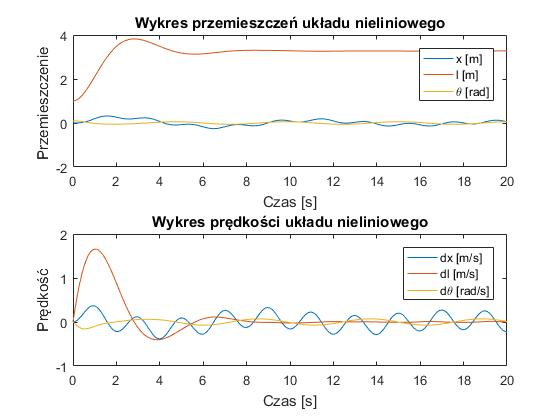 Wykres przemieszczeń układu nieliniowego
4
2
0
-2
Przemieszczenie
x [m]
l [m]
θ [rad]
0 2 4 6 8 10 12 14 16 18 20
Czas [s]
Wykres prędkości układu nieliniowego
2
1
0
-1
Prędkość
dx [m/s]
dl [m/s]
dθ [rad/s]
0 2 4 6 8 10 12 14 16 18 20
Czas [s]